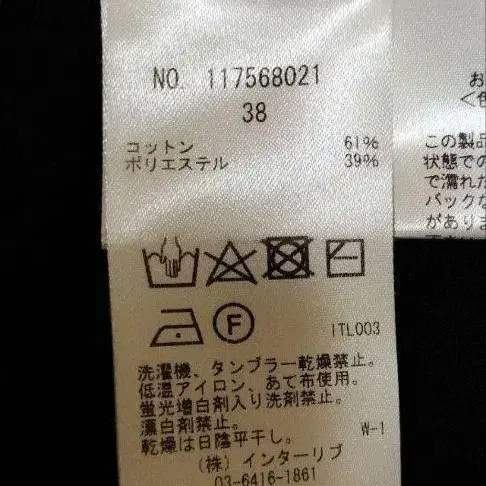 NO. 117568021
38
コットン 61%
ポリエステル 39%
F
ITL003
洗濯機、タンブラー乾燥禁止。
低温アイロン、あて布使用。
蛍光増白剤入り洗剤禁止。
漂白剤禁止。
乾燥は日陰平干し。
W-1
(株) インターリブ
03-6416-1861
お
<色
この製品
状態での
で濡れた
バックな
がありま